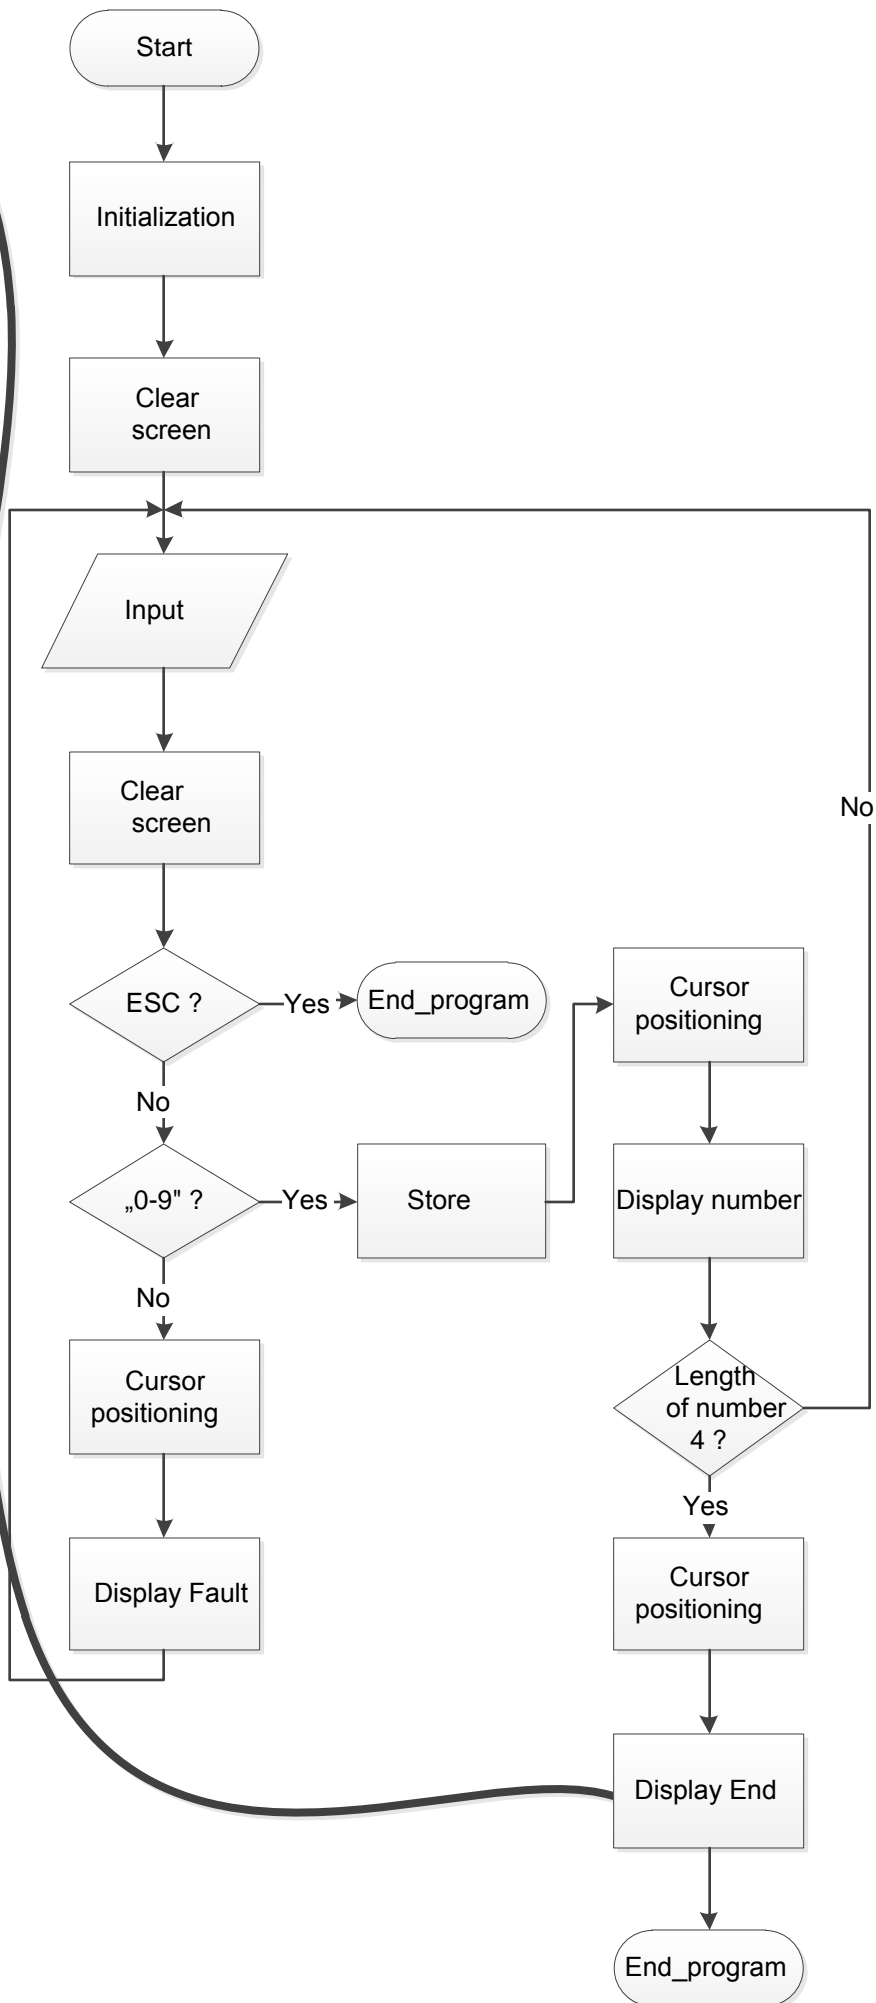 Start
Initialization
Clear
screen
Input
Clear
screen
No
ESC ?
Yes
End_program
Cursor
positioning
No
„0-9" ?
Yes
Store
Display number
No
Cursor
positioning
Length
of number
4 ?
Yes
Display Fault
Cursor
positioning
Display End
End_program